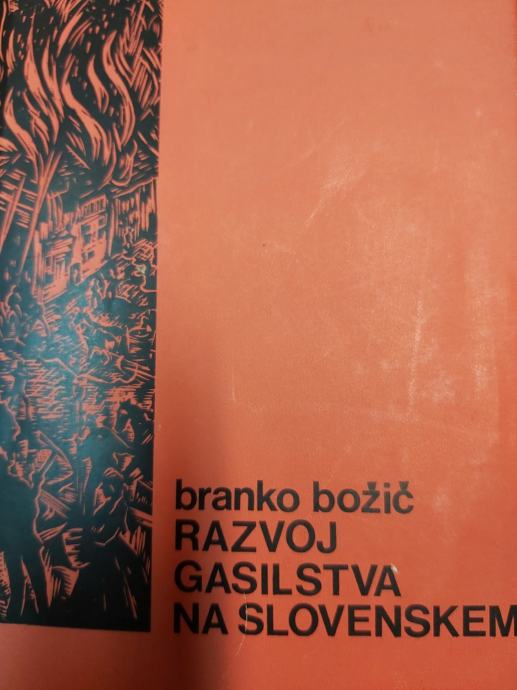 branko božič
RAZVOJ
GASILSTVA
NA SLOVENSKEM